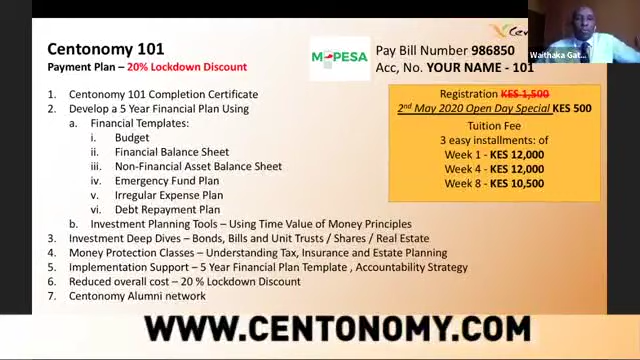 Centonomy 101
Payment Plan – 20% Lockdown Discount
M-PESA
Pay Bill Number 986850
Acc, No. YOUR NAME - 101
Waithaka Gat...
1. Centonomy 101 Completion Certificate
2. Develop a 5 Year Financial Plan Using
a. Financial Templates:
i. Budget
ii. Financial Balance Sheet
iii. Non-Financial Asset Balance Sheet
iv. Emergency Fund Plan
v. Irregular Expense Plan
vi. Debt Repayment Plan
b. Investment Planning Tools – Using Time Value of Money Principles
3. Investment Deep Dives – Bonds, Bills and Unit Trusts / Shares / Real Estate
4. Money Protection Classes – Understanding Tax, Insurance and Estate Planning
5. Implementation Support – 5 Year Financial Plan Template , Accountability Strategy
6. Reduced overall cost – 20 % Lockdown Discount
7. Centonomy Alumni network
Registration KES 1,500
2nd May 2020 Open Day Special KES 500
Tuition Fee
3 easy installments: of
Week 1 - KES 12,000
Week 4 - KES 12,000
Week 8 - KES 10,500
WWW.CENTONOMY.COM